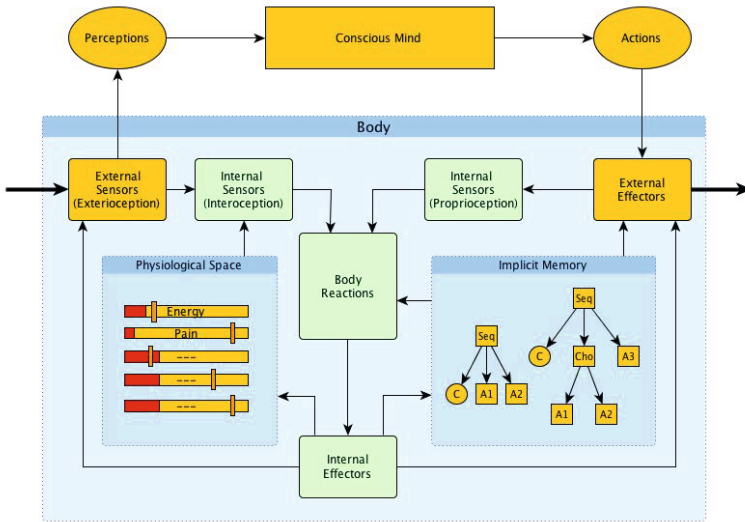 Perceptions
Conscious Mind
Actions
Body
External
Sensors
(Exterioception)
Internal
Sensors
(Interoception)
Internal
Sensors
(Proprioception)
External
Effectors
Physiological Space
Energy
Pain
---
---
---
Body
Reactions
Implicit Memory
Seq
C
A1
A2
Seq
C
Cho
A3
A1
A2
Internal
Effectors